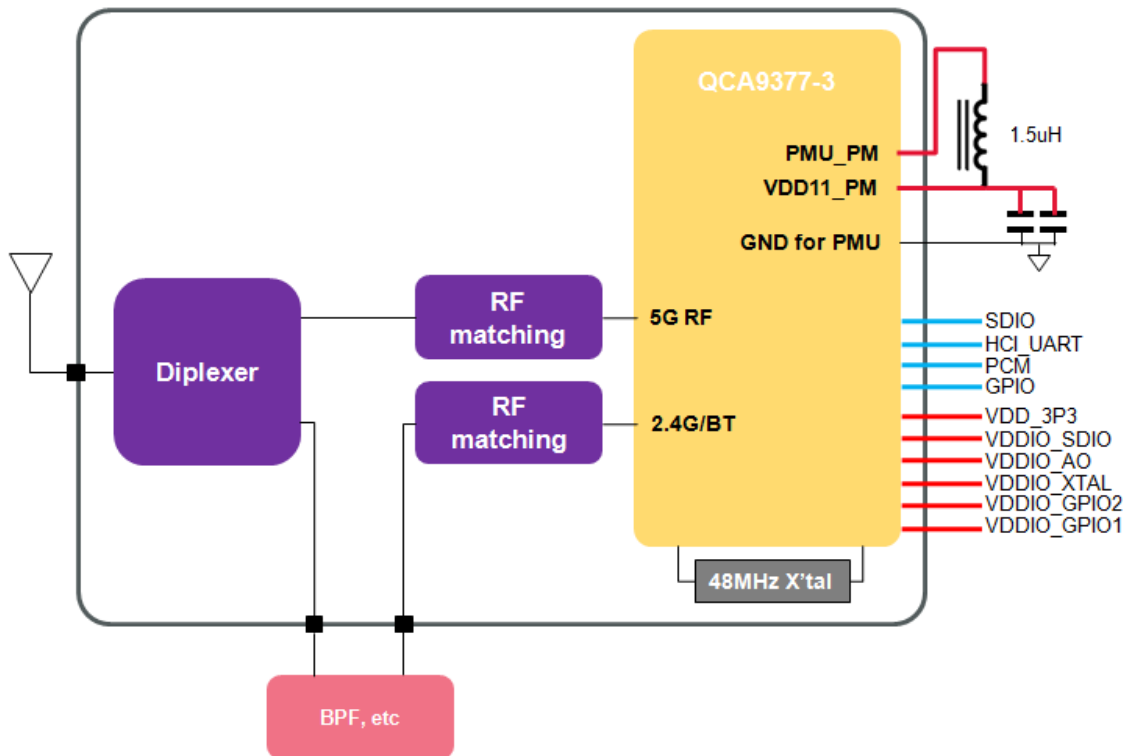 QCA9377-3
PMU_PM
1.5uH
VDD11_PM
GND for PMU
RF
matching
5G RF
SDIO
HCI_UART
PCM
GPIO
Diplexer
RF
matching
2.4G/BT
VDD_3P3
VDDIO_SDIO
VDDIO_AO
VDDIO_XTAL
VDDIO_GPIO2
VDDIO_GPIO1
48MHz X'tal
BPF, etc